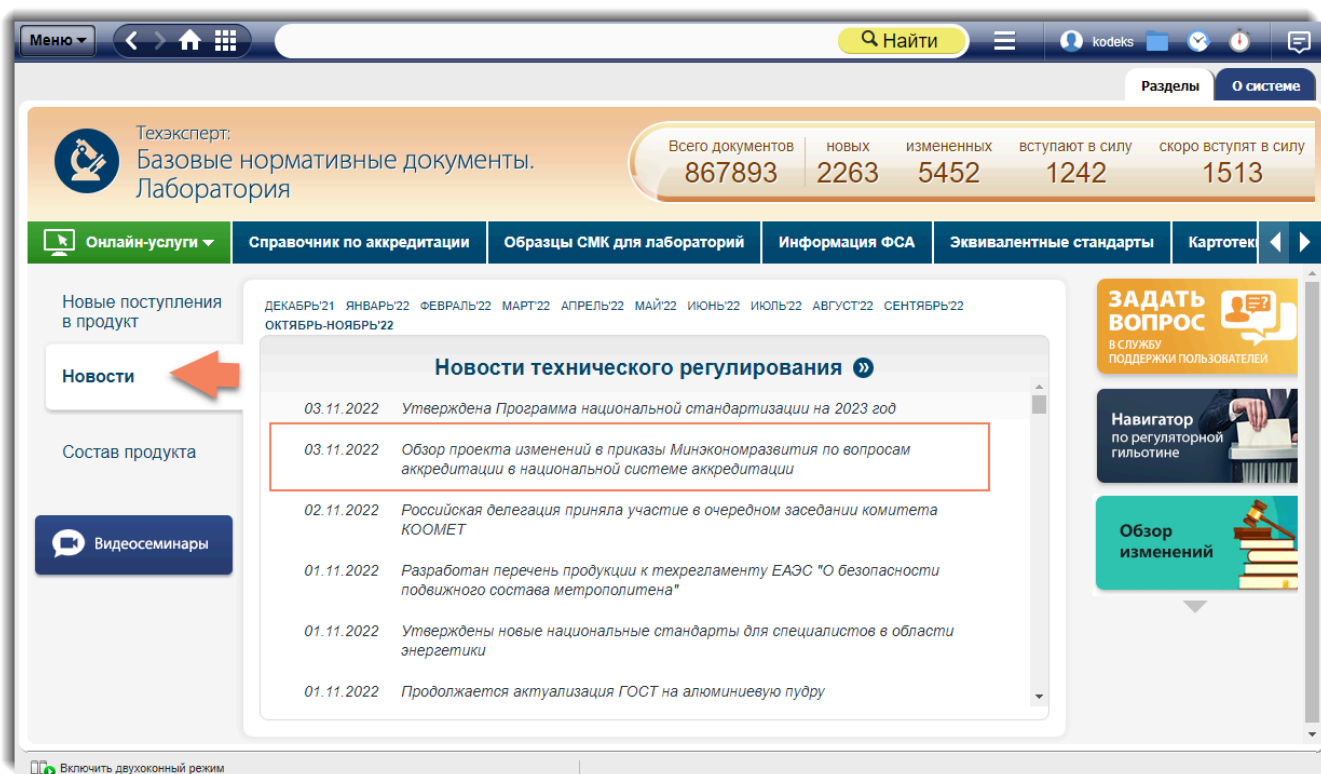 Меню
Найти
kodeks
Разделы
О системе
Техэксперт:
Базовые нормативные документы.
Лаборатория
Всего документов
867893
новых
2263
измененных
5452
вступают в силу
1242
скоро вступят в силу
1513
Онлайн-услуги
Справочник по аккредитации
Образцы СМК для лабораторий
Информация ФСА
Эквивалентные стандарты
Картотек
Новые поступления
в продукт
Новости
Состав продукта
Видеосеминары
ДЕКАБРЬ'21 ЯНВАРЬ'22 ФЕВРАЛЬ'22 МАРТ'22 АПРЕЛЬ'22 МАЙ'22 ИЮНЬ'22 ИЮЛЬ'22 АВГУСТ'22 СЕНТЯБРЬ'22
ОКТЯБРЬ-НОЯБРЬ'22
Новости технического регулирования
03.11.2022 Утверждена Программа национальной стандартизации на 2023 год
03.11.2022 Обзор проекта изменений в приказы Минэкономразвития по вопросам
аккредитации в национальной системе аккредитации
02.11.2022 Российская делегация приняла участие в очередном заседании комитета
КООМЕТ
01.11.2022 Разработан перечень продукции к техрегламенту ЕАЭС "О безопасности
подвижного состава метрополитена"
01.11.2022 Утверждены новые национальные стандарты для специалистов в области
энергетики
01.11.2022 Продолжается актуализация ГОСТ на алюминиевую пудру
ЗАДАТЬ
ВОПРОС
В СЛУЖБУ
ПОДДЕРЖКИ ПОЛЬЗОВАТЕЛЕЙ
Навигатор
по регуляторной
гильотине
Обзор
изменений
Включить двухоконный режим